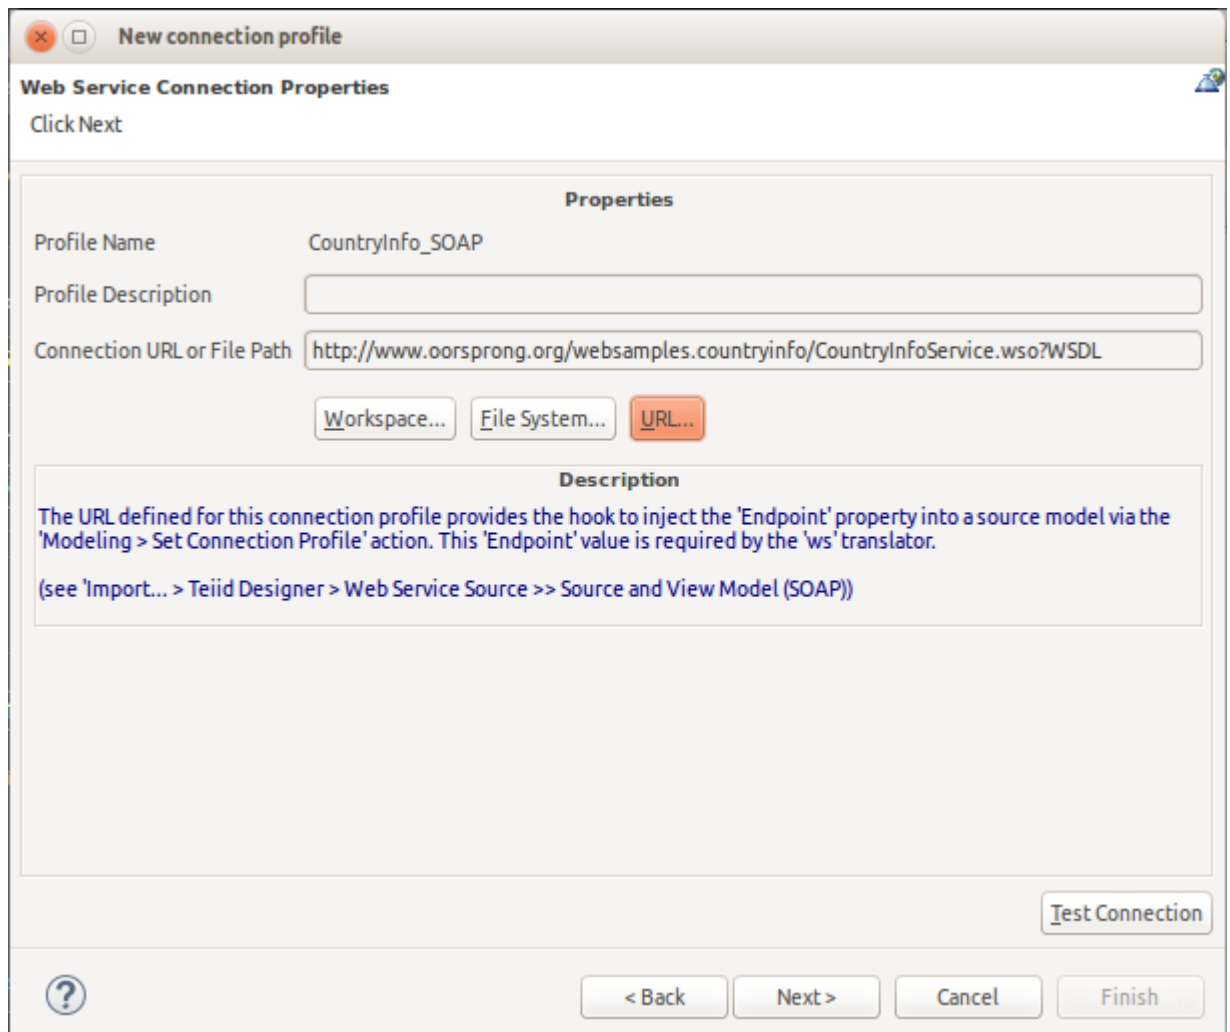 New connection profile
Web Service Connection Properties
Click Next
Properties
Profile Name CountryInfo_SOAP
Profile Description
Connection URL or File Path http://www.oorsprong.org/websamples.countryinfo/CountryInfoService.wso?WSDL
Workspace... File System... URL...
Description
The URL defined for this connection profile provides the hook to inject the 'Endpoint' property into a source model via the
'Modeling > Set Connection Profile' action. This 'Endpoint' value is required by the 'ws' translator.
(see 'Import... > Teiid Designer > Web Service Source >> Source and View Model (SOAP))
Test Connection
? < Back Next > Cancel Finish